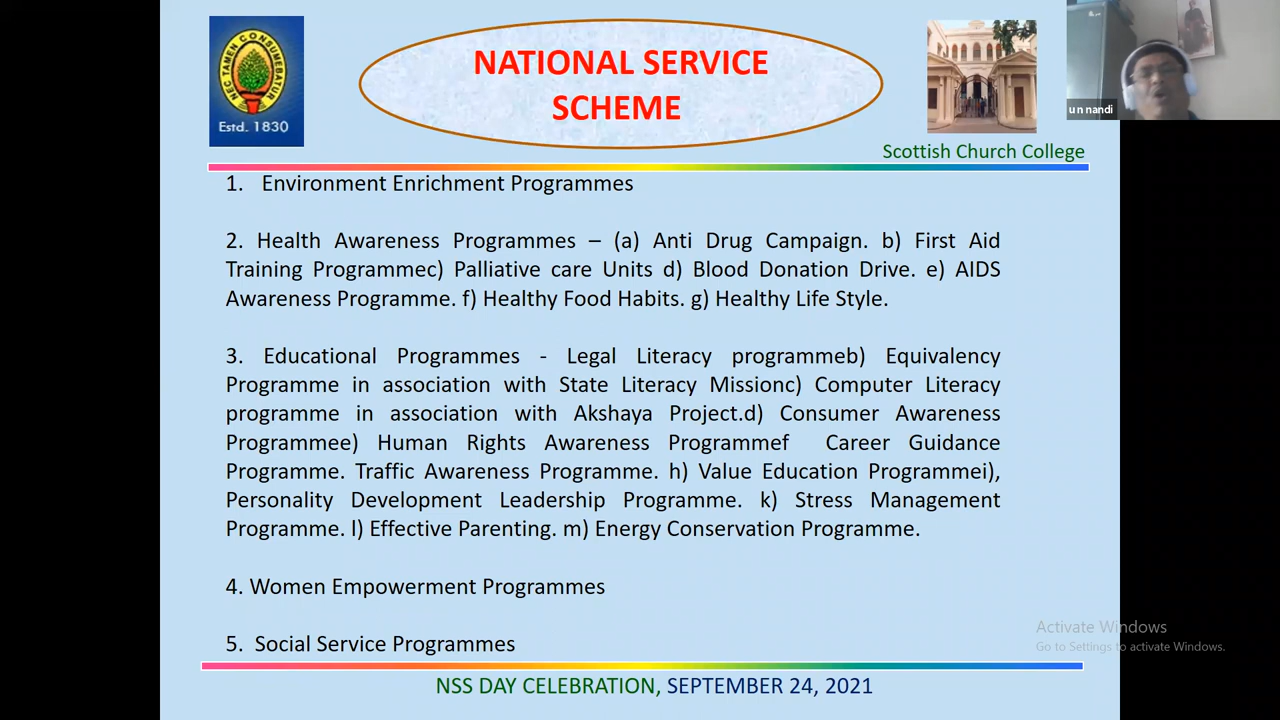 NEC TAMEN CONSUMEBATUR
Estd. 1830
NATIONAL SERVICE
SCHEME
u n nandi
Scottish Church College
1. Environment Enrichment Programmes
2. Health Awareness Programmes – (a) Anti Drug Campaign. b) First Aid
Training Programmec) Palliative care Units d) Blood Donation Drive. e) AIDS
Awareness Programme. f) Healthy Food Habits. g) Healthy Life Style.
3. Educational Programmes - Legal Literacy programmeb) Equivalency
Programme in association with State Literacy Missionc) Computer Literacy
programme in association with Akshaya Project.d) Consumer Awareness
Programmee) Human Rights Awareness Programmef Career Guidance
Programme. Traffic Awareness Programme. h) Value Education Programmei),
Personality Development Leadership Programme. k) Stress Management
Programme. l) Effective Parenting. m) Energy Conservation Programme.
4. Women Empowerment Programmes
5. Social Service Programmes
Activate Windows
Go to Settings to activate Windows.
NSS DAY CELEBRATION, SEPTEMBER 24, 2021